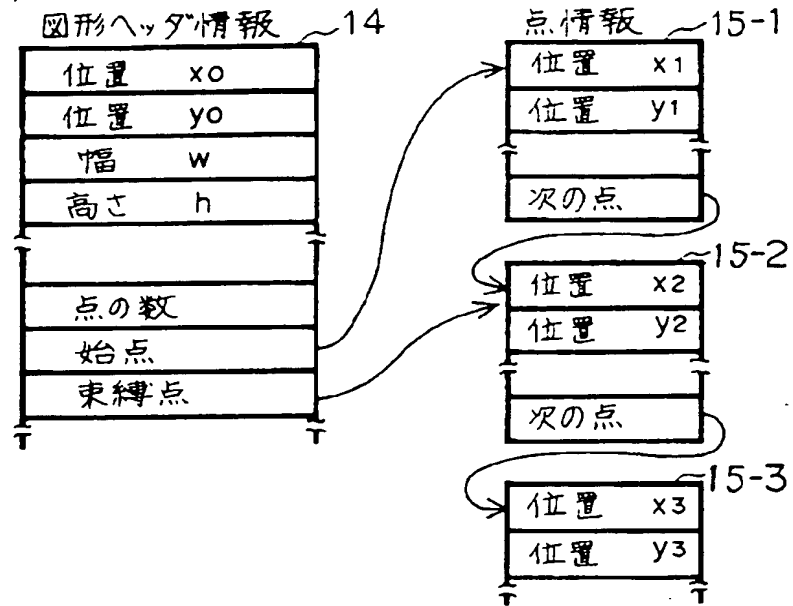 図形ヘッダ情報 14
位置 x0
位置 y0
幅 w
高さ h
点の数
始点
束縛点
点情報 15-1
位置 x1
位置 y1
次の点
15-2
位置 x2
位置 y2
次の点
15-3
位置 x3
位置 y3